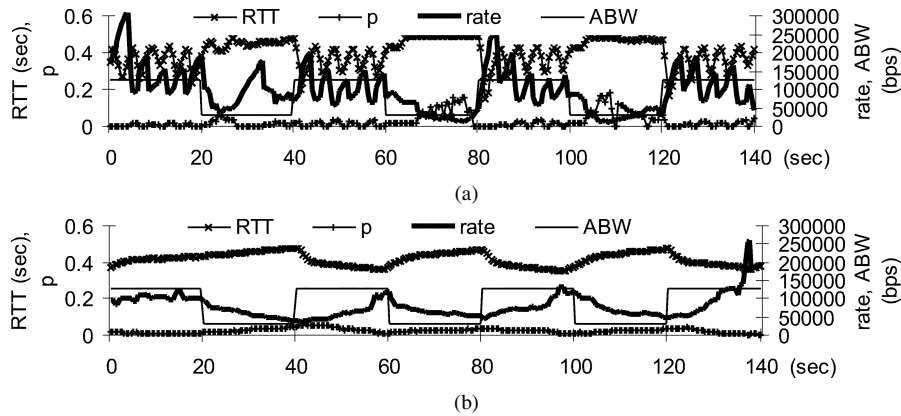 RTT p rate ABW
RTT (sec), p
0.6
0.4
0.2
0
300000
250000
200000
150000
100000
50000
0
rate, ABW (bps)
0 20 40 60 80 100 120 140 (sec)
(a)
RTT p rate ABW
RTT (sec), p
0.6
0.4
0.2
0
300000
250000
200000
150000
100000
50000
0
rate, ABW (bps)
0 20 40 60 80 100 120 140 (sec)
(b)